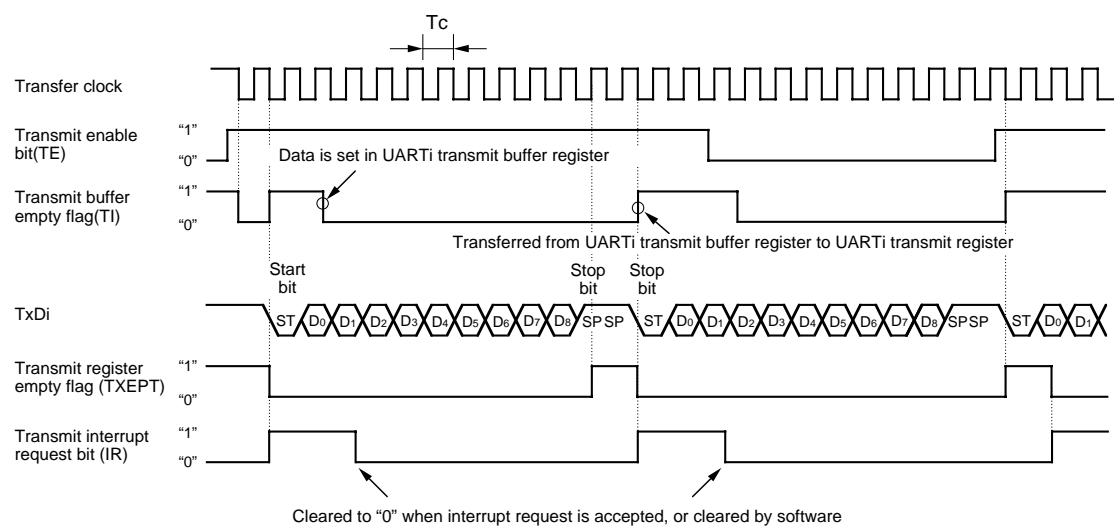 Tc
Transfer clock
Transmit enable
bit(TE)
“1”
“0”
Data is set in UARTi transmit buffer register
Transmit buffer
empty flag(TI)
“1”
“0”
Transferred from UARTi transmit buffer register to UARTi transmit register
Start
bit
Stop
bit
Stop
bit
TxDi
ST D0 D1 D2 D3 D4 D5 D6 D7 D8 SP SP ST D0 D1 D2 D3 D4 D5 D6 D7 D8 SPSP ST D0 D1
Transmit register
empty flag (TXEPT)
“1”
“0”
Transmit interrupt
request bit (IR)
“1”
“0”
Cleared to “0” when interrupt request is accepted, or cleared by software